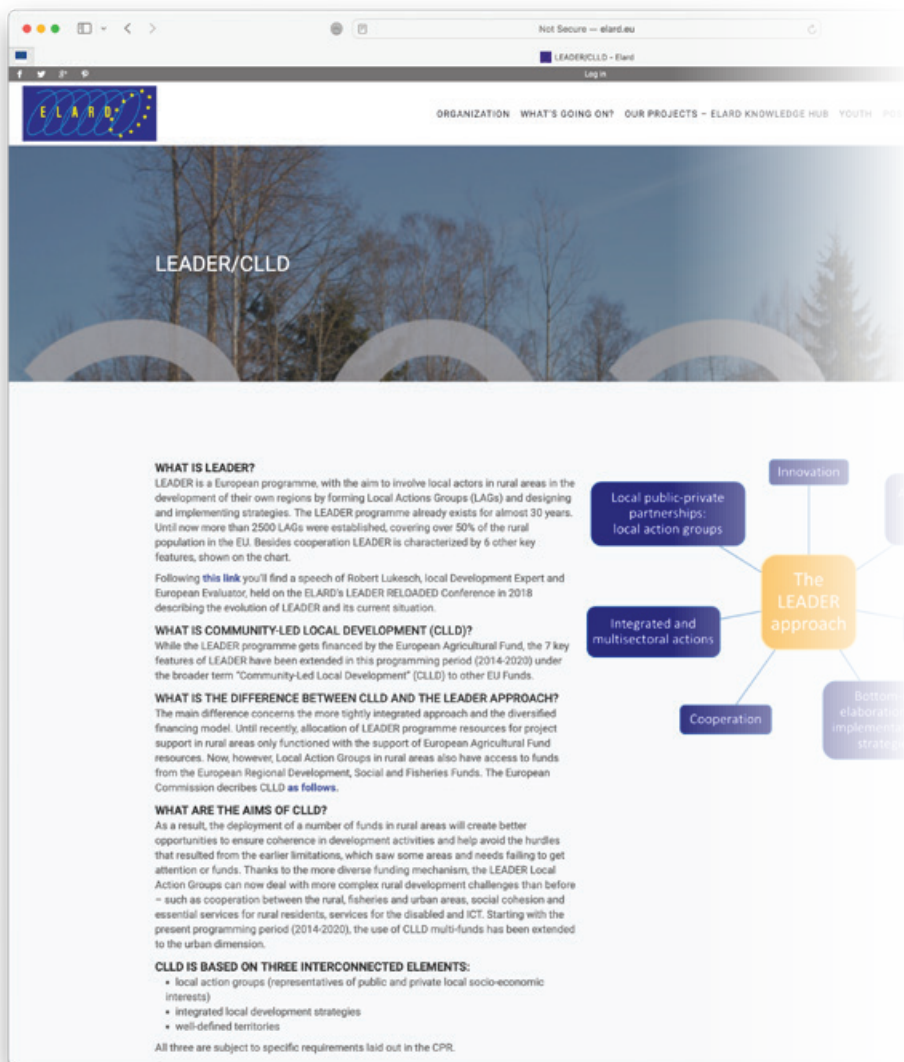 Not Secure — elard.eu
LEADER/CLLD – Elard
Log in
ELARD
ORGANIZATION WHAT'S GOING ON? OUR PROJECTS – ELARD KNOWLEDGE HUB YOUTH
LEADER/CLLD
WHAT IS LEADER?
LEADER is a European programme, with the aim to involve local actors in rural areas in the
development of their own regions by forming Local Actions Groups (LAGs) and designing
and implementing strategies. The LEADER programme already exists for almost 30 years.
Until now more than 2500 LAGs were established, covering over 50% of the rural
population in the EU. Besides cooperation LEADER is characterized by 6 other key
features, shown on the chart.
Following this link you'll find a speech of Robert Lukesch, local Development Expert and
European Evaluator, held on the ELARD's LEADER RELOADED Conference in 2018
describing the evolution of LEADER and its current situation.
WHAT IS COMMUNITY-LED LOCAL DEVELOPMENT (CLLD)?
While the LEADER programme gets financed by the European Agricultural Fund, the 7 key
features of LEADER have been extended in this programming period (2014-2020) under
the broader term "Community-Led Local Development" (CLLD) to other EU Funds.
WHAT IS THE DIFFERENCE BETWEEN CLLD AND THE LEADER APPROACH?
The main difference concerns the more tightly integrated approach and the diversified
financing model. Until recently, allocation of LEADER programme resources for project
support in rural areas only functioned with the support of European Agricultural Fund
resources. Now, however, Local Action Groups in rural areas also have access to funds
from the European Regional Development, Social and Fisheries Funds. The European
Commission decribes CLLD as follows.
WHAT ARE THE AIMS OF CLLD?
As a result, the deployment of a number of funds in rural areas will create better
opportunities to ensure coherence in development activities and help avoid the hurdles
that resulted from the earlier limitations, which saw some areas and needs failing to get
attention or funds. Thanks to the more diverse funding mechanism, the LEADER Local
Action Groups can now deal with more complex rural development challenges than before
– such as cooperation between the rural, fisheries and urban areas, social cohesion and
essential services for rural residents, services for the disabled and ICT. Starting with the
present programming period (2014-2020), the use of CLLD multi-funds has been extended
to the urban dimension.
CLLD IS BASED ON THREE INTERCONNECTED ELEMENTS:
• local action groups (representatives of public and private local socio-economic
interests)
• integrated local development strategies
• well-defined territories
All three are subject to specific requirements laid out in the CPR.
Innovation
Local public-private
partnerships:
local action groups
The
LEADER
approach
Integrated and
multisectoral actions
Cooperation